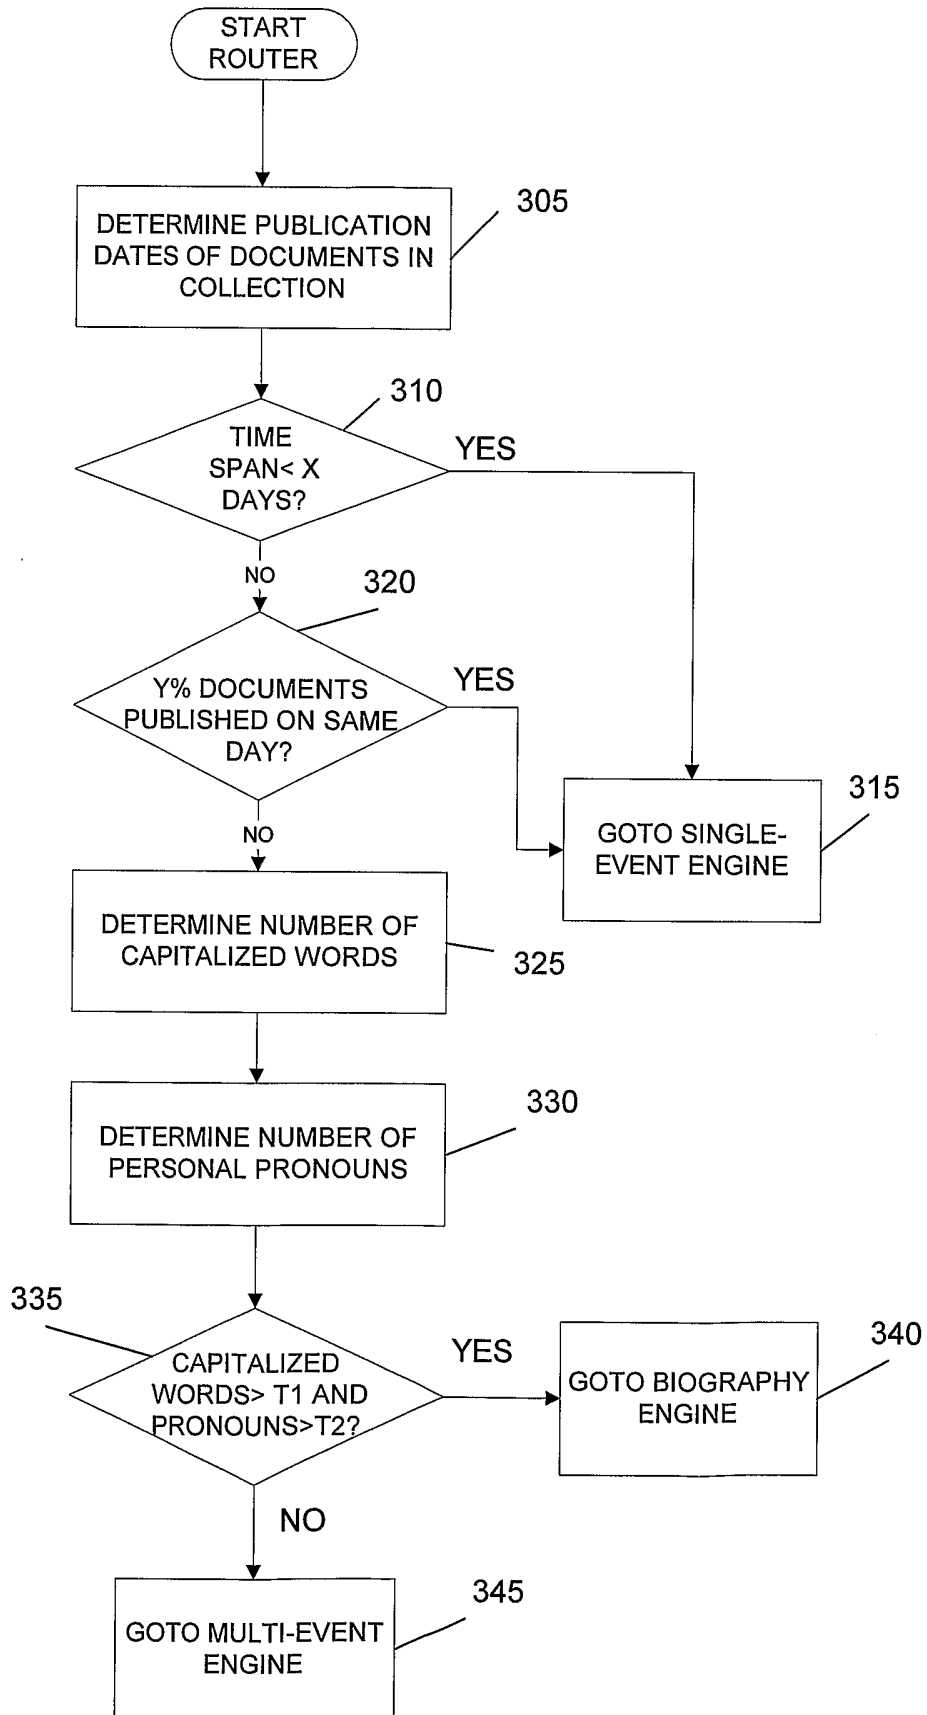 START
ROUTER
305
DETERMINE PUBLICATION
DATES OF DOCUMENTS IN
COLLECTION
310
TIME
SPAN< X
DAYS?
YES
NO
320
Y% DOCUMENTS
PUBLISHED ON SAME
DAY?
YES
315
GOTO SINGLE-
EVENT ENGINE
NO
DETERMINE NUMBER OF
CAPITALIZED WORDS
325
330
DETERMINE NUMBER OF
PERSONAL PRONOUNS
335
CAPITALIZED
WORDS> T1 AND
PRONOUNS>T2?
YES
340
GOTO BIOGRAPHY
ENGINE
NO
345
GOTO MULTI-EVENT
ENGINE